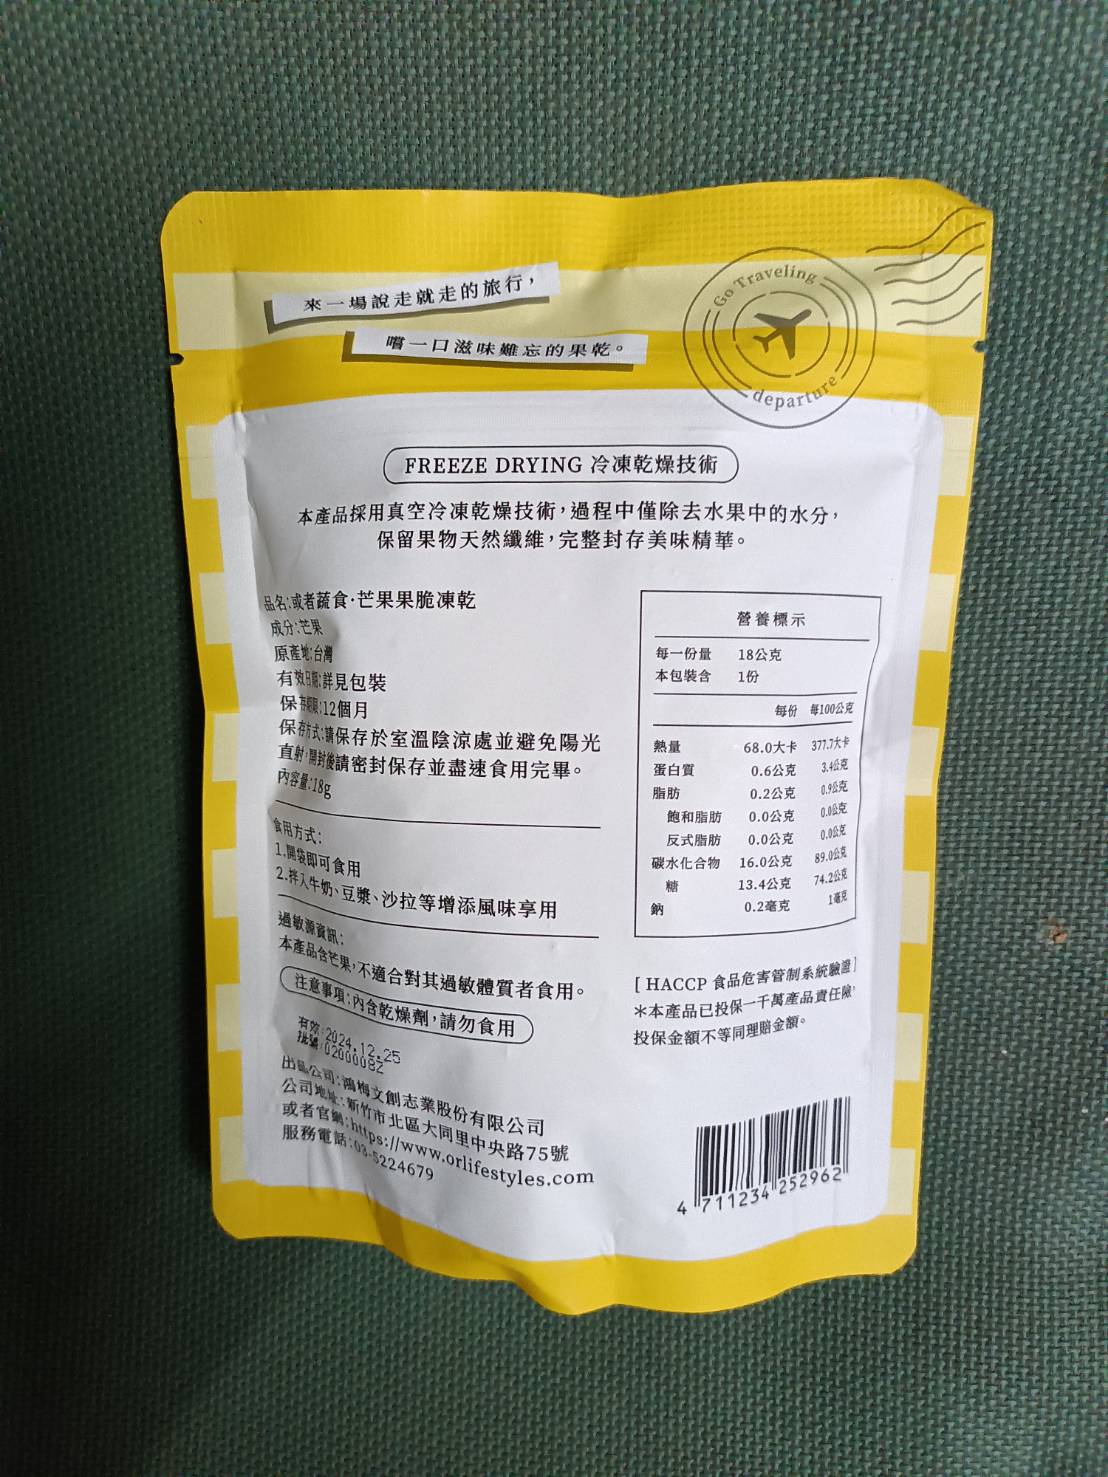 來一場說走就走的旅行，
嚐一口滋味難忘的果乾。
Go Traveling
departure
FREEZE DRYING 冷凍乾燥技術
本產品採用真空冷凍乾燥技術，過程中僅除去水果中的水分，
保留果物天然纖維，完整封存美味精華。
品名：或者蔬食·芒果果脆凍乾
成分：芒果
原產地：台灣
有效日期：詳見包裝
保存期限：12個月
保存方式：請保存於室溫陰涼處並避免陽光
直射，開封後請密封保存並盡速食用完畢。
內容量：18g
食用方式：
1.開袋即可食用
2.拌入牛奶、豆漿、沙拉等增添風味享用
過敏源資訊：
本產品含芒果，不適合對其過敏體質者食用。
注意事項：內含乾燥劑，請勿食用
有效：2024.12.25
批號：02000082
出品公司：鴻梅文創志業股份有限公司
公司地址：新竹市北區大同里中央路75號
或者官網：https://www.orlifestyles.com
服務電話：03-5224679
營養標示
每一份量 18公克
本包裝含 1份
每份 每100公克
熱量 68.0大卡 377.7大卡
蛋白質 0.6公克 3.4公克
脂肪 0.2公克 0.9公克
飽和脂肪 0.0公克 0.0公克
反式脂肪 0.0公克 0.0公克
碳水化合物 16.0公克 89.0公克
糖 13.4公克 74.2公克
鈉 0.2毫克 1毫克
[ HACCP 食品危害管制系統驗證]
＊本產品已投保一千萬產品責任險，
投保金額不等同理賠金額。
4 711234 252962